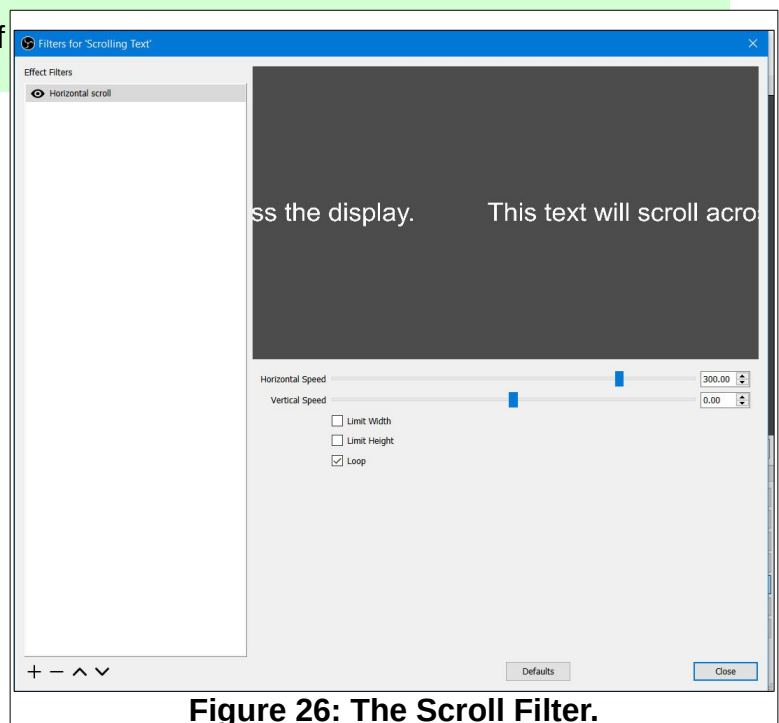 f
Filters for 'Scrolling Text'
Effect Filters
Horizontal scroll
ss the display. This text will scroll acro
Horizontal Speed 300.00
Vertical Speed 0.00
Limit Width
Limit Height
Loop
Defaults Close
Figure 26: The Scroll Filter.